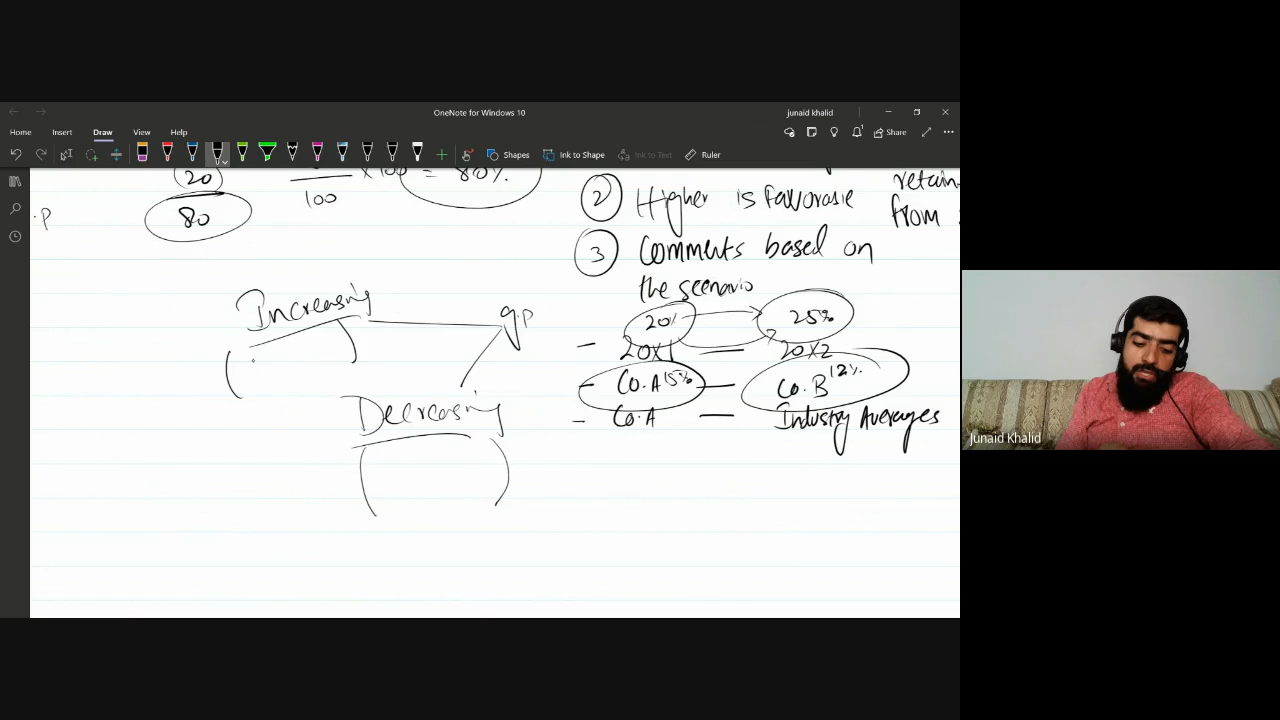 OneNote for Windows 10
junaid khalid
Home Insert Draw View Help
Share
Shapes Ink to Shape Ink to Text Ruler
20
80
.P
100
x100 = 80%
2 Higher is Favorable
retain
from
3 Comments based on
the scenario
20% 25%
20X1 — 20X2
- Co.A 15% — Co.B 12%
- Co.A — Industry Averages
Increasing
GP
Decreasing
Junaid Khalid